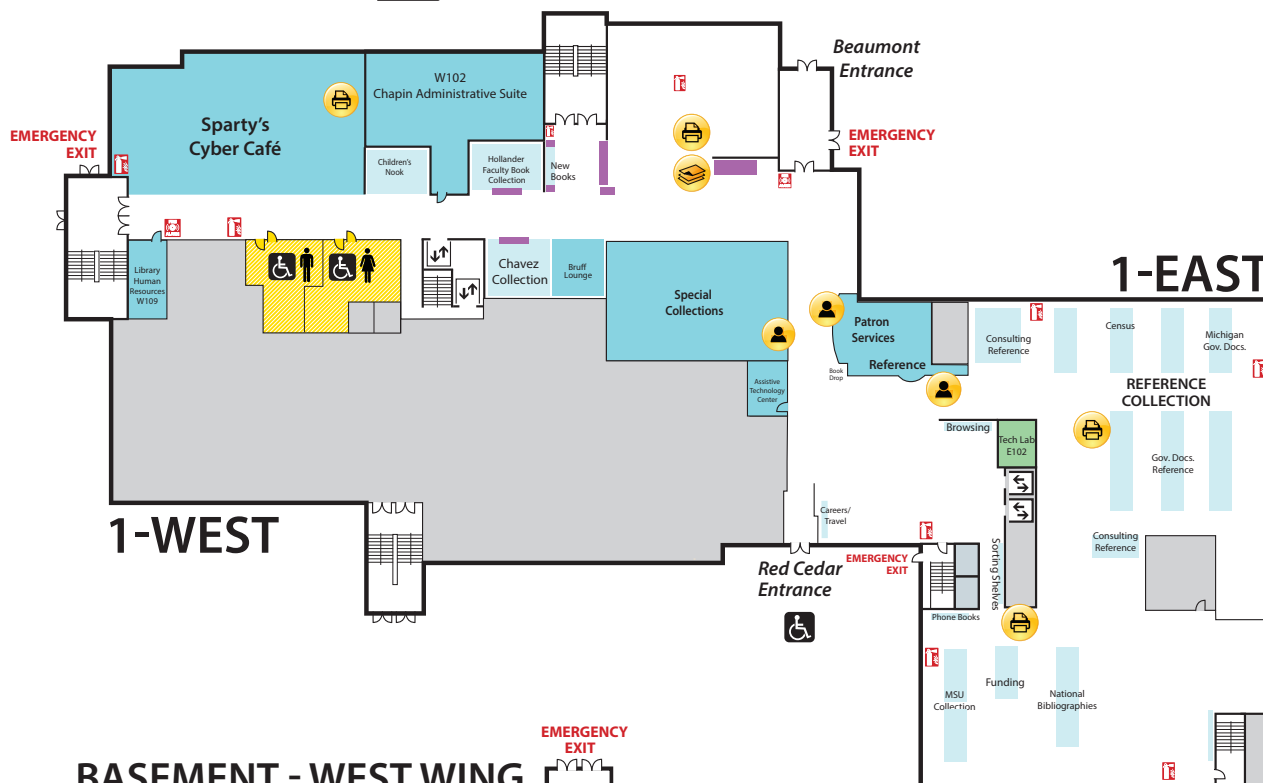 Beaumont
Entrance
W102
Chapin Administrative Suite
Sparty's
Cyber Café
EMERGENCY
EXIT
EMERGENCY
EXIT
Children's
Nook
Hollander
Faculty Book
Collection
New
Books
Library
Human
Resources
W109
Chavez
Collection
Bruff
Lounge
Special
Collections
1-EAST
Patron
Services
Reference
Book
Drop
Consulting
Reference
Census
Michigan
Gov. Docs.
Assistive
Technology
Center
REFERENCE
COLLECTION
Browsing
Tech Lab
E102
Gov. Docs.
Reference
1-WEST
Careers/
Travel
Consulting
Reference
Sorting Shelves
Red Cedar
Entrance
EMERGENCY
EXIT
Phone Books
MSU
Collection
Funding
National
Bibliographies
EMERGENCY
EXIT
BASEMENT - WEST WING